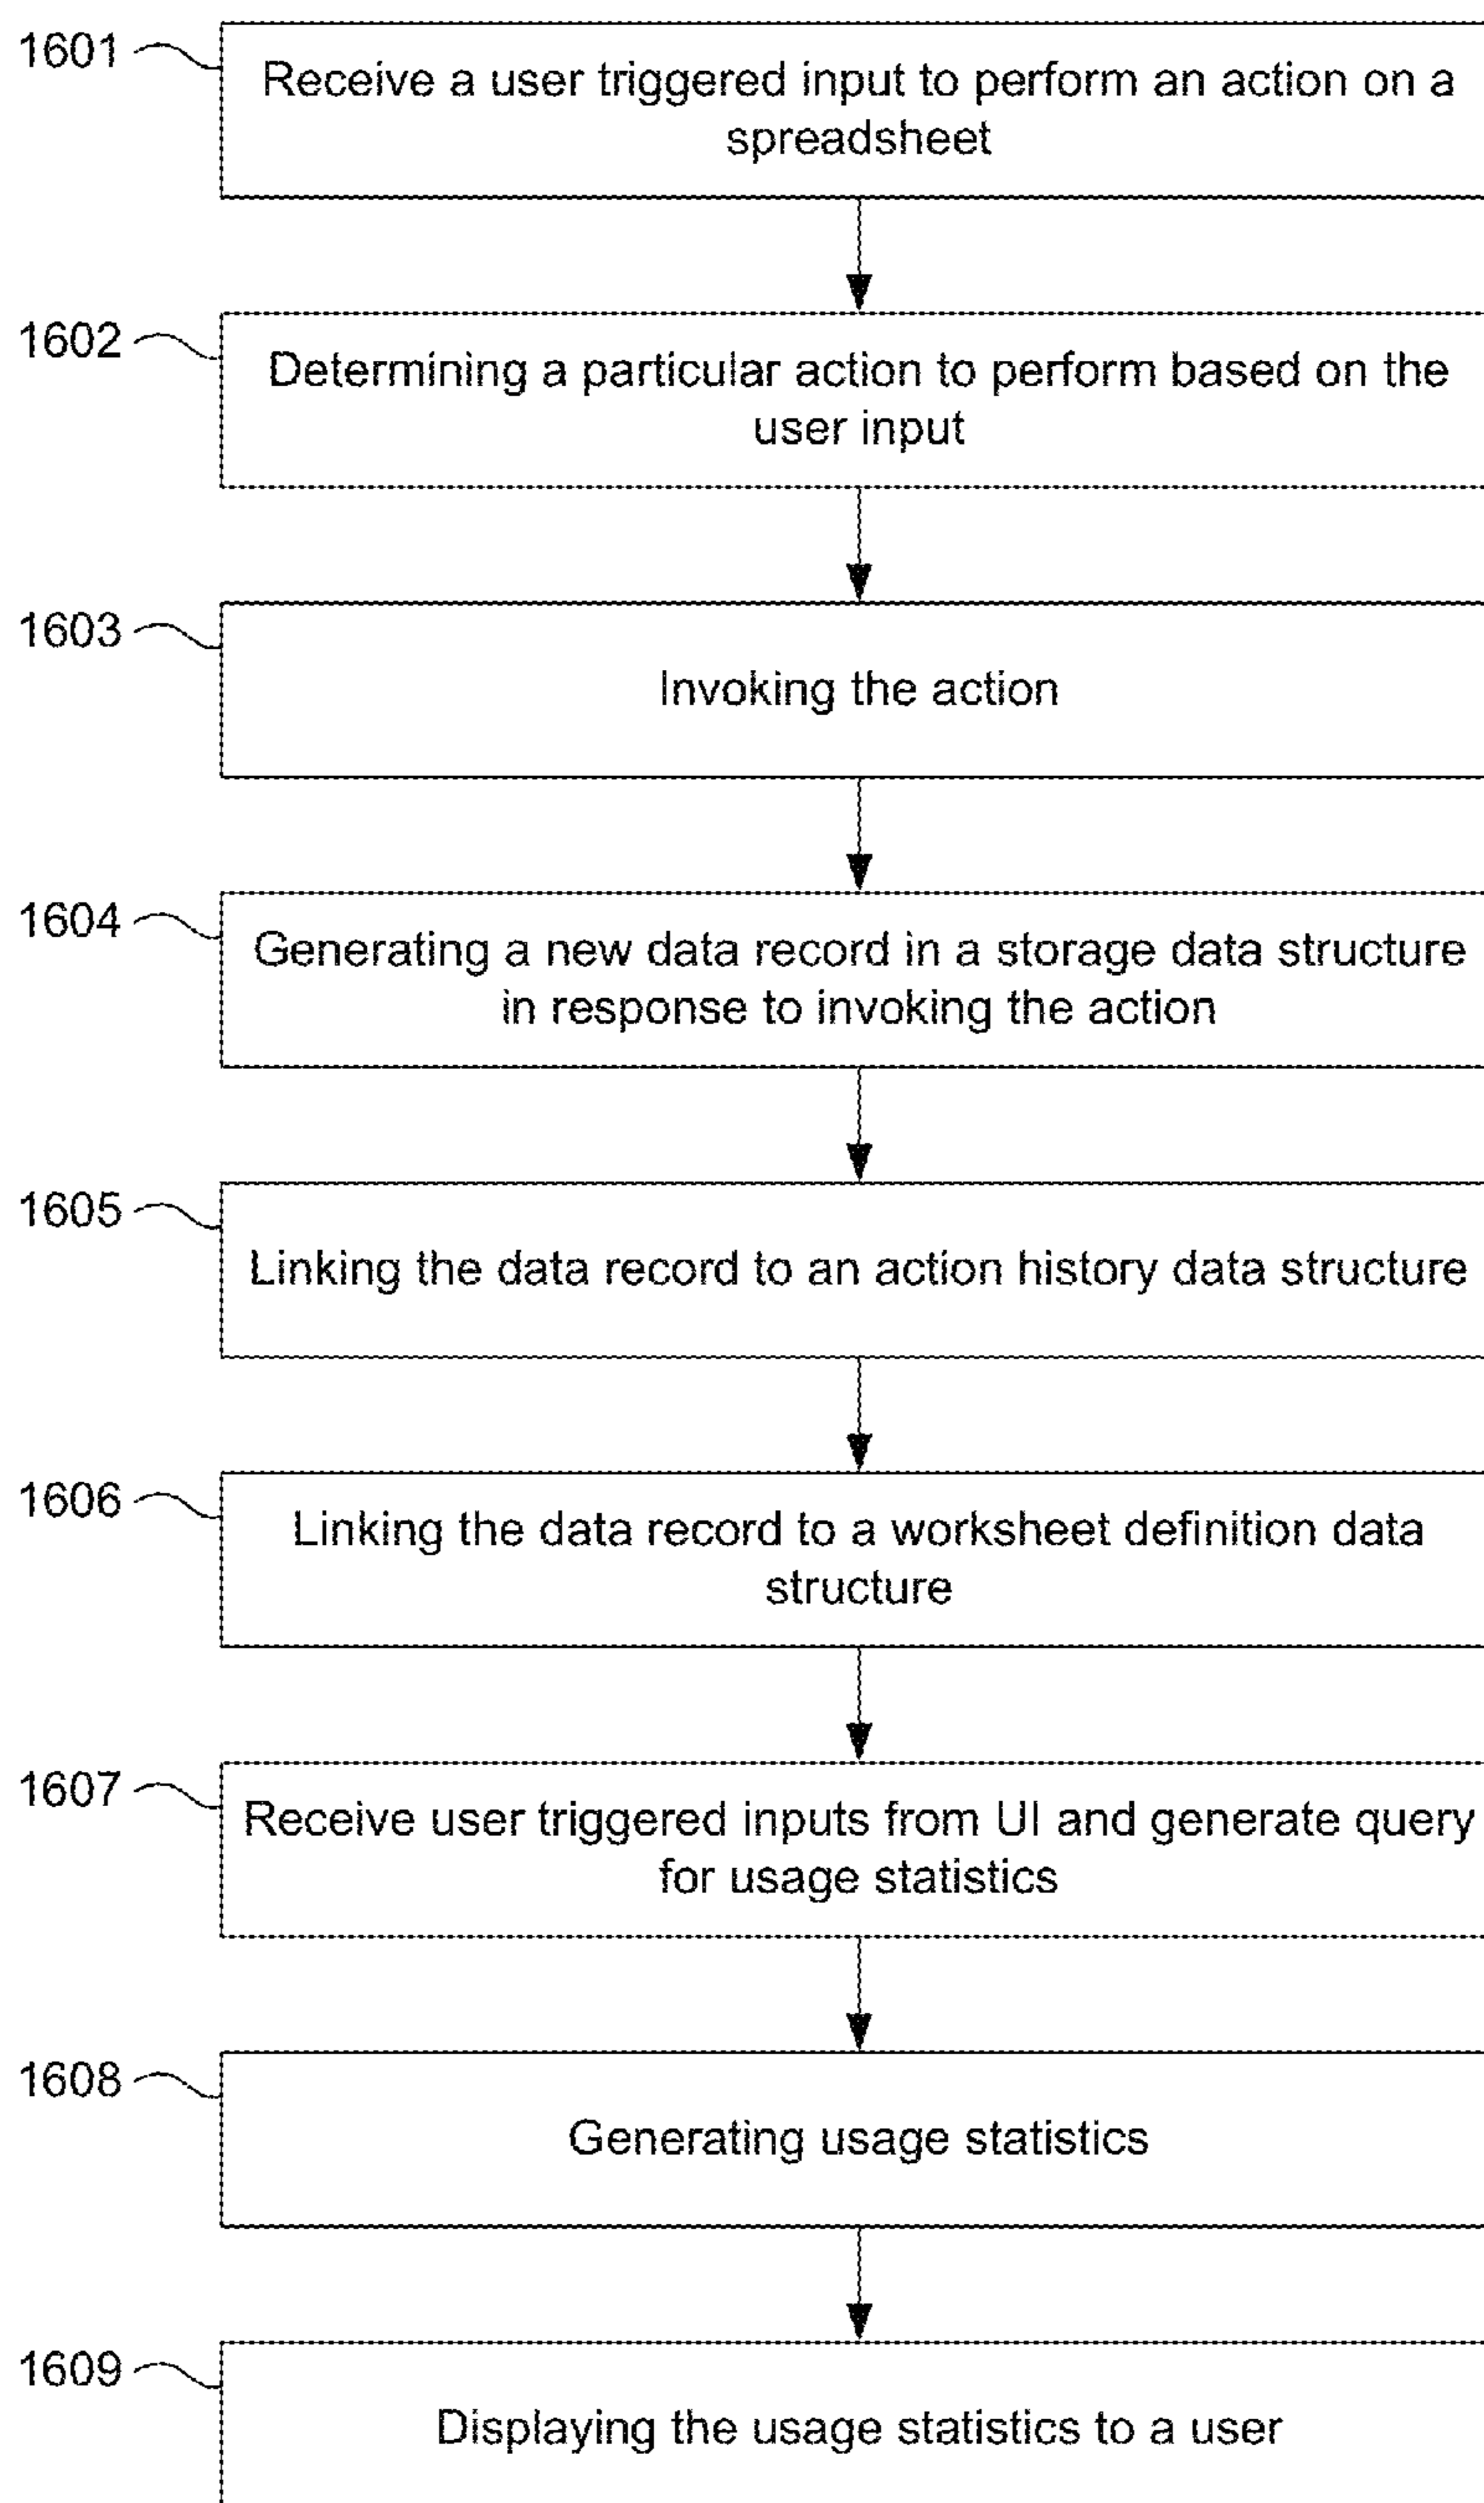 1601
Receive a user triggered input to perform an action on a
spreadsheet
1602
Determining a particular action to perform based on the
user input
1603
Invoking the action
1604
Generating a new data record in a storage data structure
in response to invoking the action
1605
Linking the data record to an action history data structure
1606
Linking the data record to a worksheet definition data
structure
1607
Receive user triggered inputs from UI and generate query
for usage statistics
1608
Generating usage statistics
1609
Displaying the usage statistics to a user